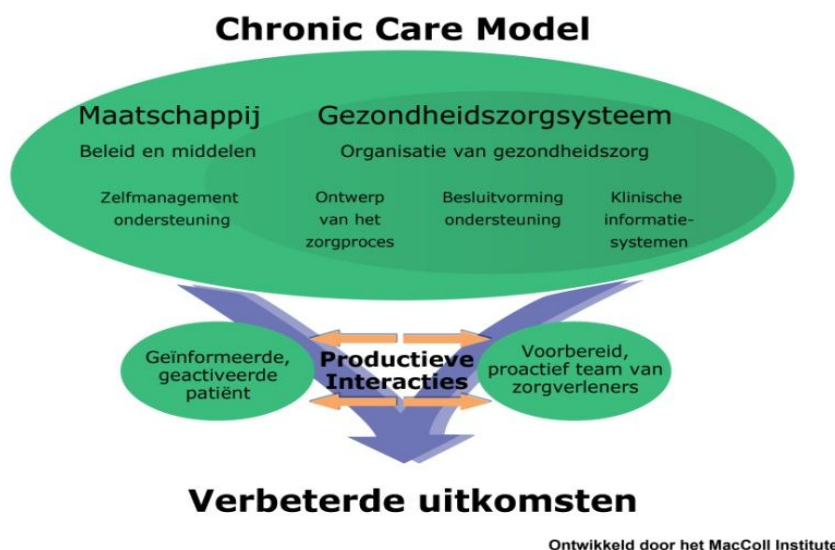 Chronic Care Model
Maatschappij
Beleid en middelen
Gezondheidszorgsysteem
Organisatie van gezondheidszorg
Zelfmanagement
ondersteuning
Ontwerp
van het
zorgproces
Besluitvorming
ondersteuning
Klinische
informatie-
systemen
Geïnformeerde,
geactiveerde
patiënt
Productieve
Interacties
Voorbereid,
proactief team van
zorgverleners
Verbeterde uitkomsten
Ontwikkeld door het MacColl Institute